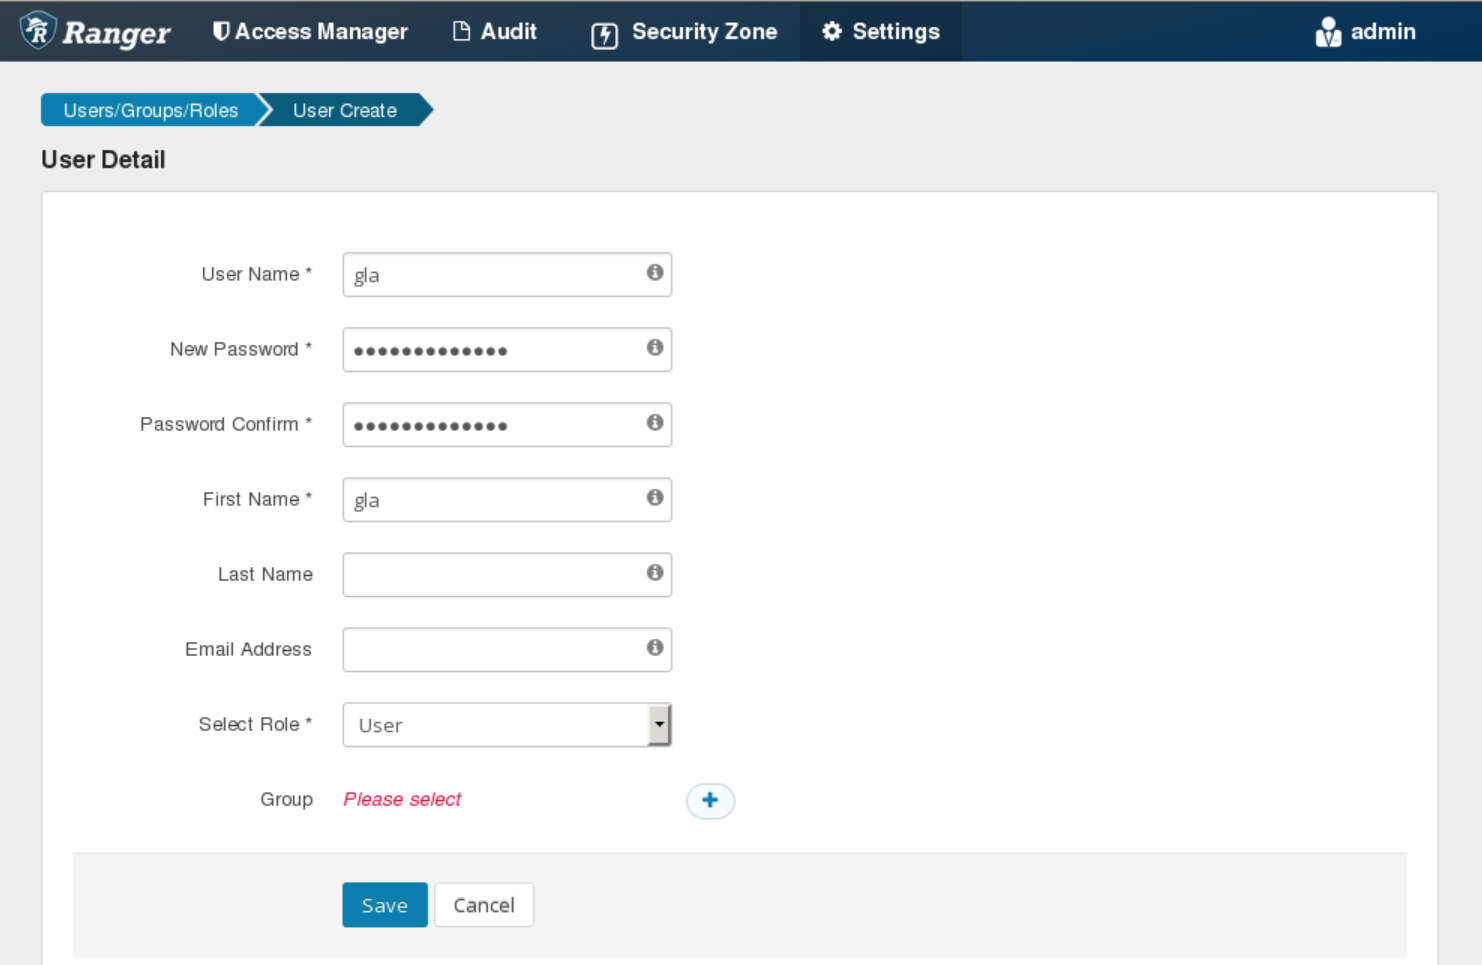 Ranger Access Manager Audit Security Zone Settings admin
Users/Groups/Roles User Create
User Detail
User Name * gla
New Password * •••••••••••••
Password Confirm * •••••••••••••
First Name * gla
Last Name
Email Address
Select Role * User
Group Please select +
Save Cancel